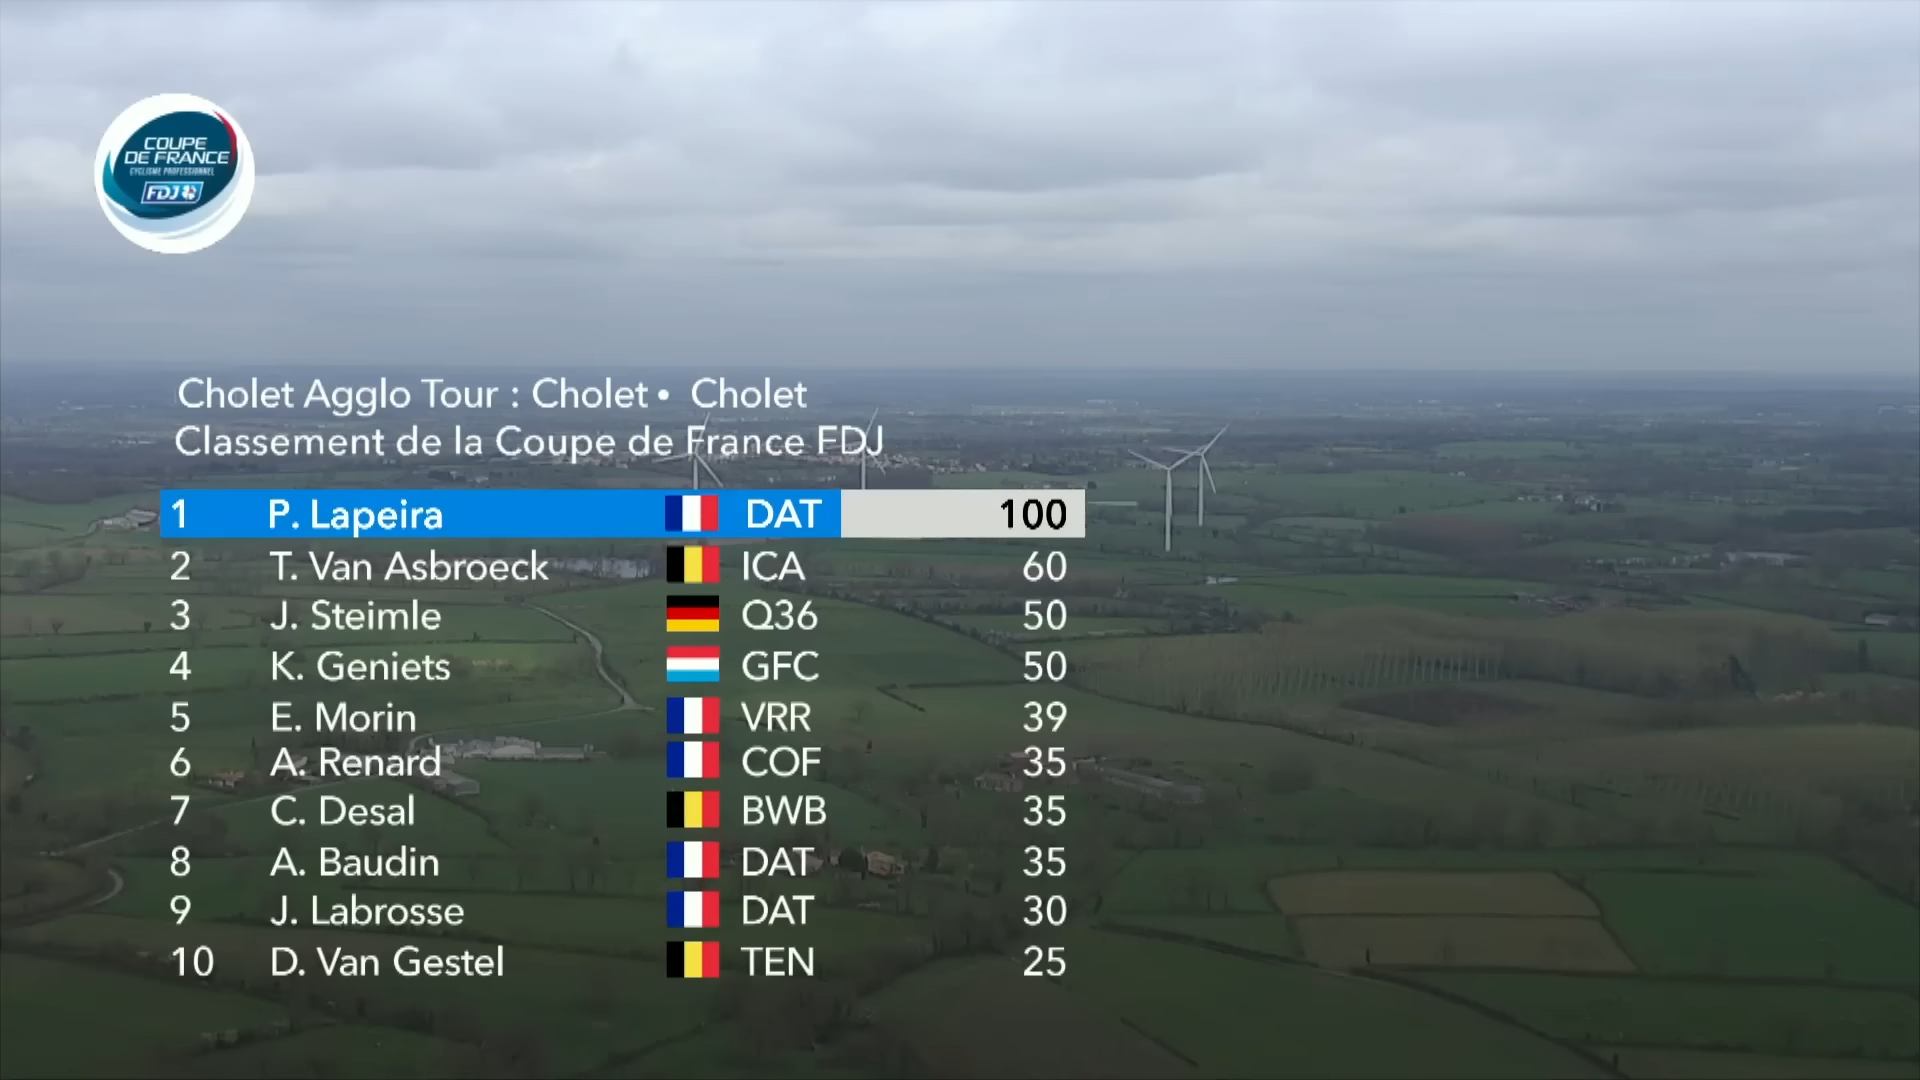 COUPE
DE FRANCE
CYCLISME PROFESSIONNEL
FDJ
Cholet Agglo Tour : Cholet • Cholet
Classement de la Coupe de France FDJ
1 P. Lapeira DAT 100
2 T. Van Asbroeck ICA 60
3 J. Steimle Q36 50
4 K. Geniets GFC 50
5 E. Morin VRR 39
6 A. Renard COF 35
7 C. Desal BWB 35
8 A. Baudin DAT 35
9 J. Labrosse DAT 30
10 D. Van Gestel TEN 25